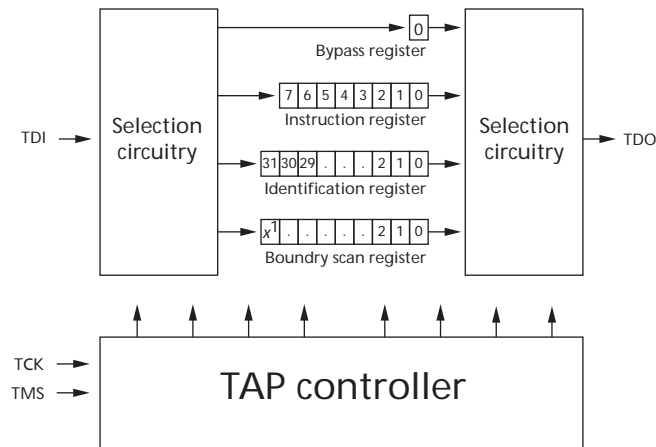 0
Bypass register
7 6 5 4 3 2 1 0
Instruction register
TDI
Selection
circuitry
Selection
circuitry
TDO
31 30 29 . . . 2 1 0
Identification register
x1 . . . . . 2 1 0
Boundry scan register
TCK
TMS
TAP controller